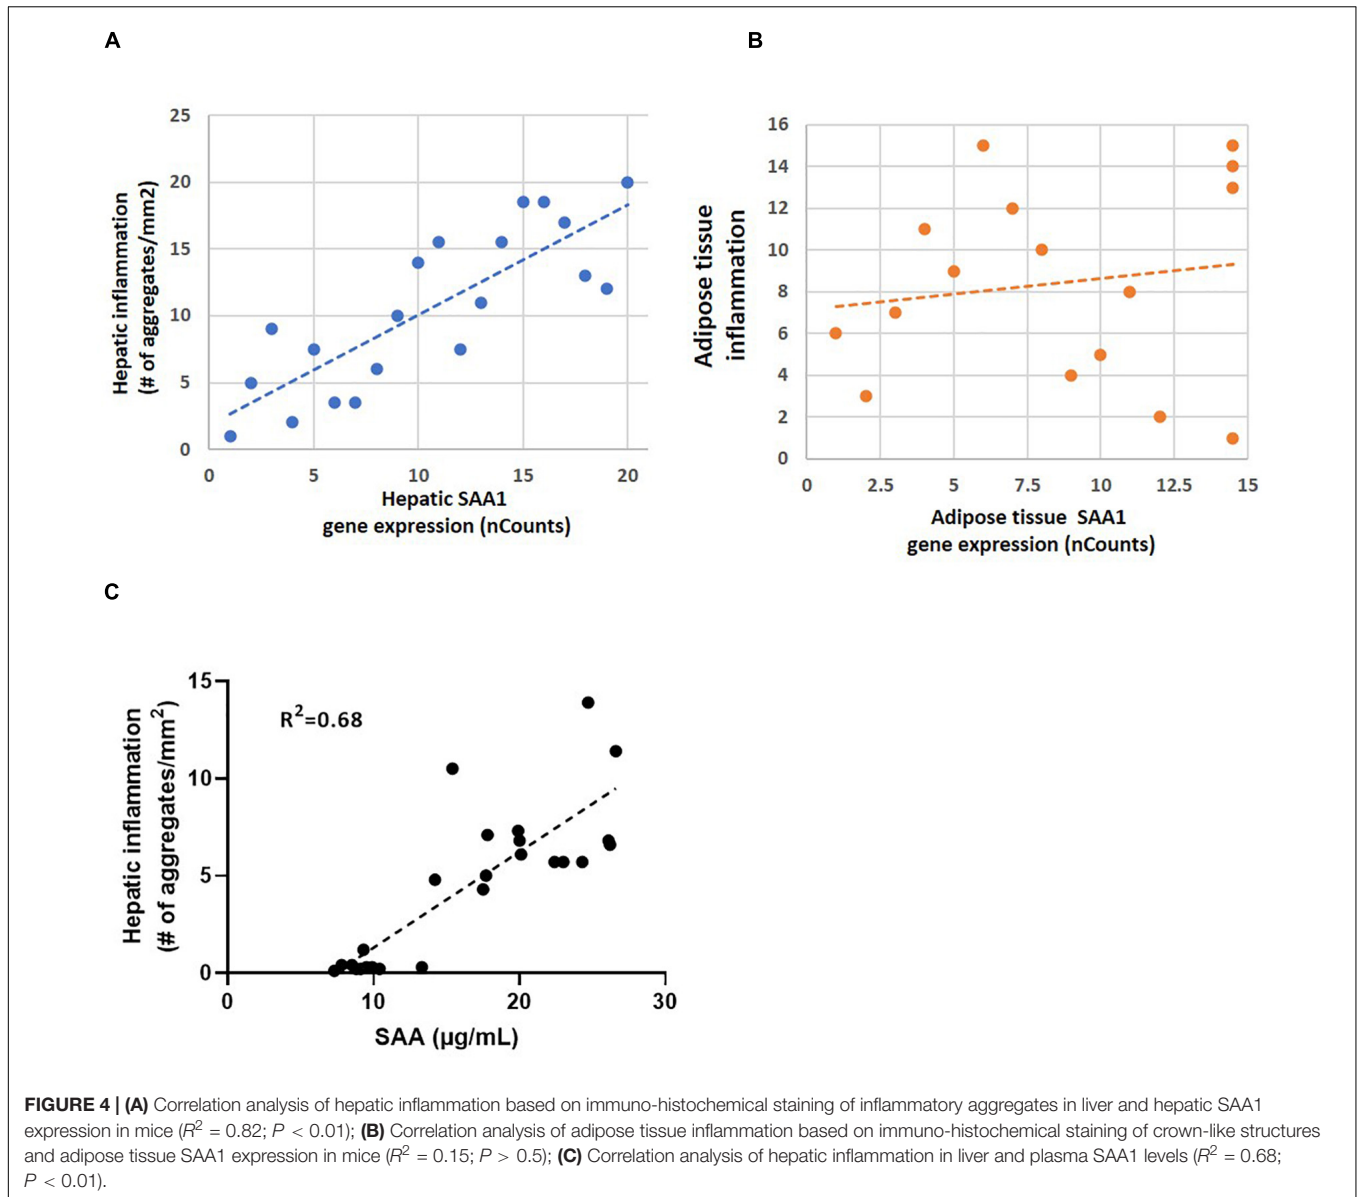 A
B
25
20
15
10
5
0
Hepatic inflammation
(# of aggregates/mm2)
0 5 10 15 20
Hepatic SAA1
gene expression (nCounts)
16
14
12
10
8
6
4
2
0
Adipose tissue
inflammation
0 2.5 5 7.5 10 12.5 15
Adipose tissue SAA1
gene expression (nCounts)
C
15
10
5
0
Hepatic inflammation
(# of aggregates/mm²)
R²=0.68
0 10 20 30
SAA (µg/mL)
FIGURE 4 | (A) Correlation analysis of hepatic inflammation based on immuno-histochemical staining of inflammatory aggregates in liver and hepatic SAA1
expression in mice (R² = 0.82; P < 0.01); (B) Correlation analysis of adipose tissue inflammation based on immuno-histochemical staining of crown-like structures
and adipose tissue SAA1 expression in mice (R² = 0.15; P > 0.5); (C) Correlation analysis of hepatic inflammation in liver and plasma SAA1 levels (R² = 0.68;
P < 0.01).